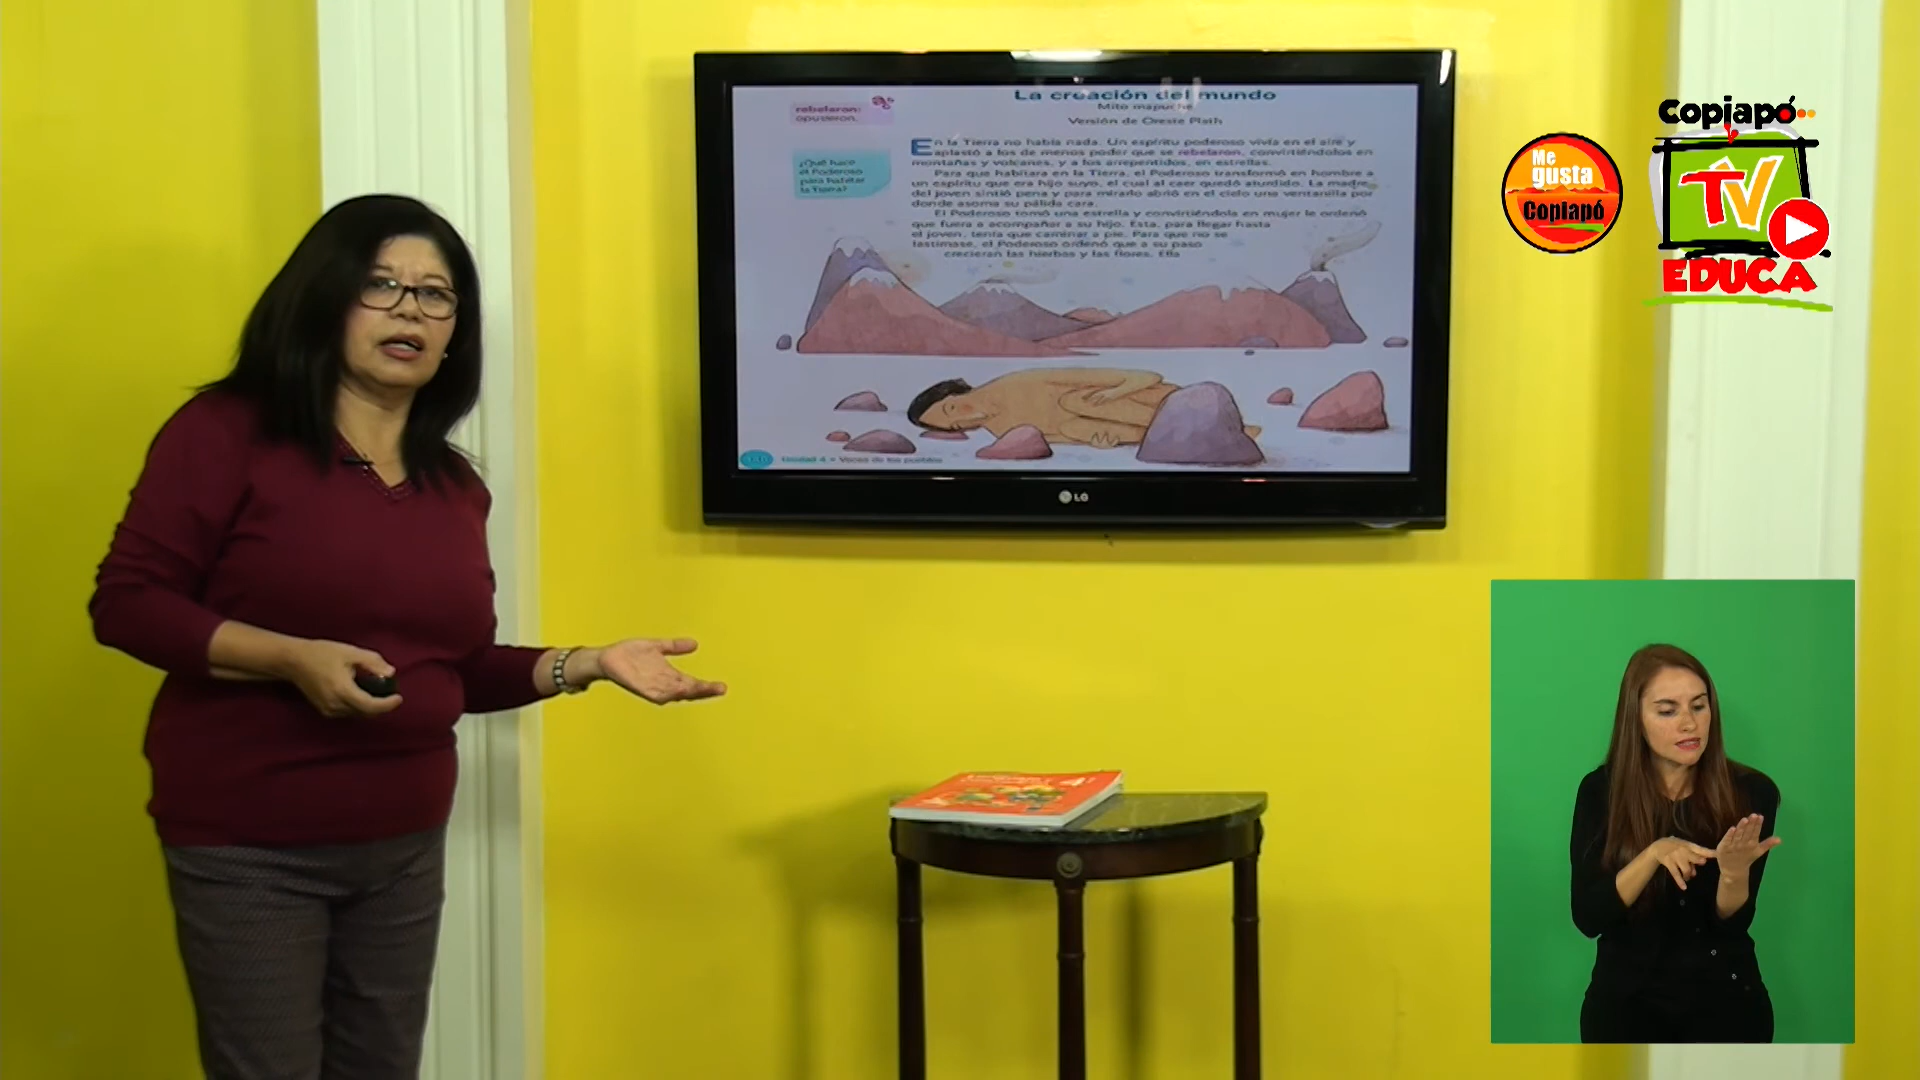 La creación del mundo
Mito mapuche
Versión de Oreste Plath
rebelaron:
opusieron.
¿Qué hace
el Poderoso
para habitar
la Tierra?
En la Tierra no había nada. Un espíritu poderoso vivía en el aire y
aplastó a los de menos poder que se rebelaron, convirtiéndolos en
montañas y volcanes, y a los arrepentidos, en estrellas.
Para que habitara en la Tierra, el Poderoso transformó en hombre a
un espíritu que era hijo suyo, el cual al caer quedó aturdido. La madre
del joven sintió pena y para mirarlo abrió en el cielo una ventanilla por
donde asoma su pálida cara.
El Poderoso tomó una estrella y convirtiéndola en mujer le ordenó
que fuera a acompañar a su hijo. Esta, para llegar hasta
el joven, tenía que caminar a pie. Para que no se
lastimase, el Poderoso ordenó que a su paso
crecieran las hierbas y las flores. Ella
Unidad 4 • Voces de los pueblos
LG
Me
gusta
Copiapó
Copiapó
TV
EDUCA
4°